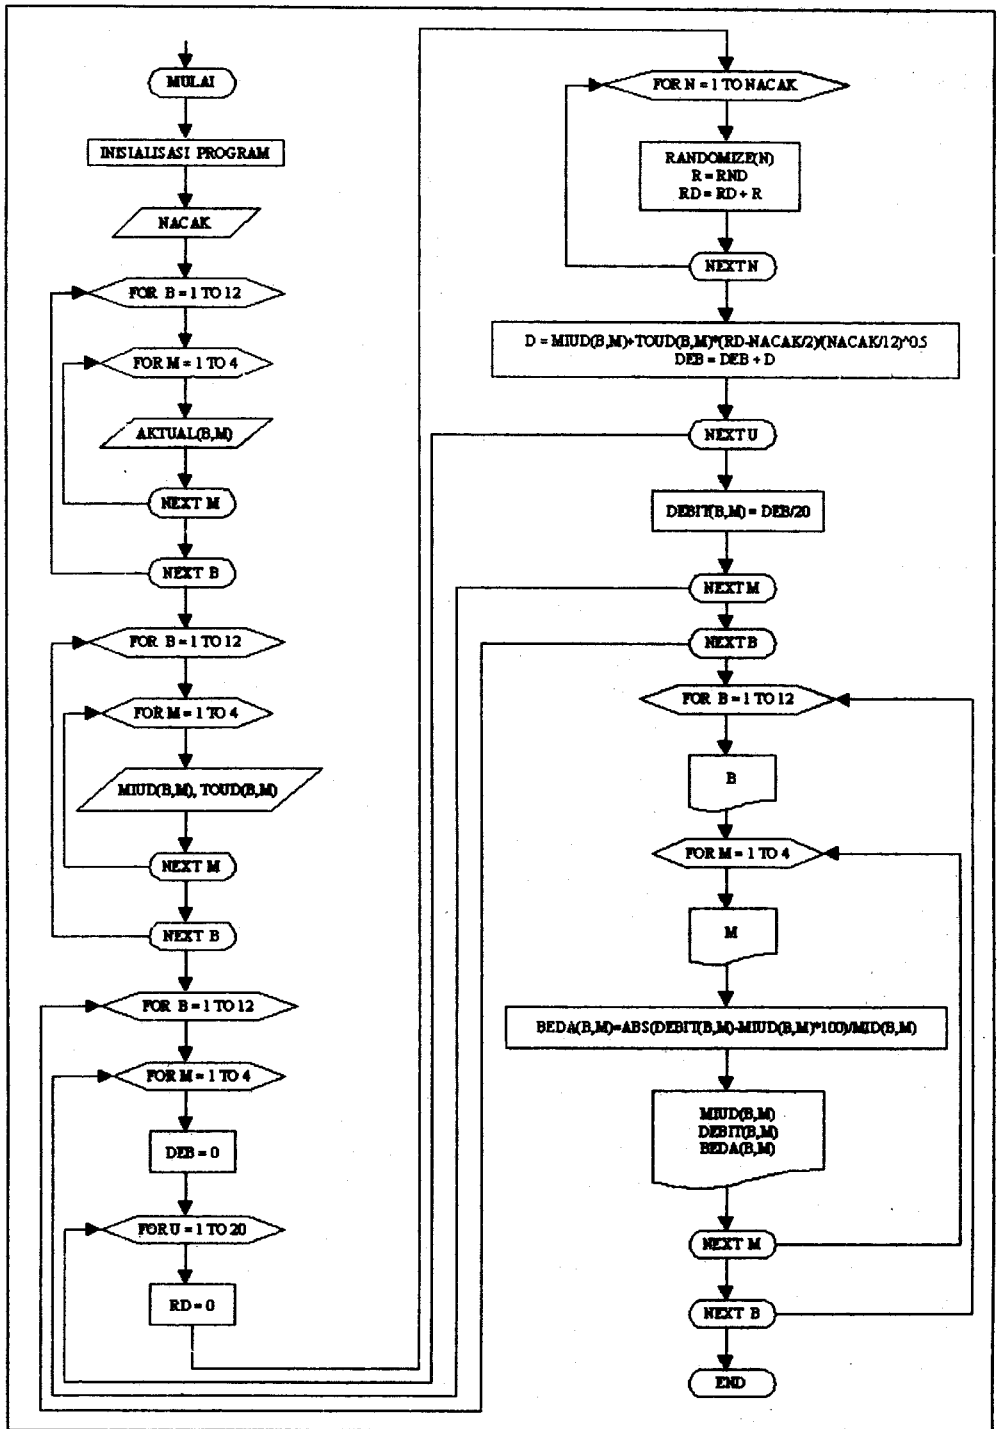 MULAI
INISIALISASI PROGRAM
NACAK
FOR B = 1 TO 12
FOR M = 1 TO 4
AKTUAL(B,M)
NEXT M
NEXT B
FOR B = 1 TO 12
FOR M = 1 TO 4
MIUD(B,M), TOUD(B,M)
NEXT M
NEXT B
FOR B = 1 TO 12
FOR M = 1 TO 4
DEB = 0
FOR U = 1 TO 20
RD = 0
FOR N = 1 TO NACAK
RANDOMIZE(N)
R = RND
RD = RD + R
NEXT N
D = MIUD(B,M)+TOUD(B,M)*(RD-NACAK/2)/(NACAK/12)^0.5
DEB = DEB + D
NEXT U
DEBIT(B,M) = DEB/20
NEXT M
NEXT B
FOR B = 1 TO 12
B
FOR M = 1 TO 4
M
BEDA(B,M)=ABS(DEBIT(B,M)-MIUD(B,M)*100)/MID(B,M)
MIUD(B,M)
DEBIT(B,M)
BEDA(B,M)
NEXT M
NEXT B
END